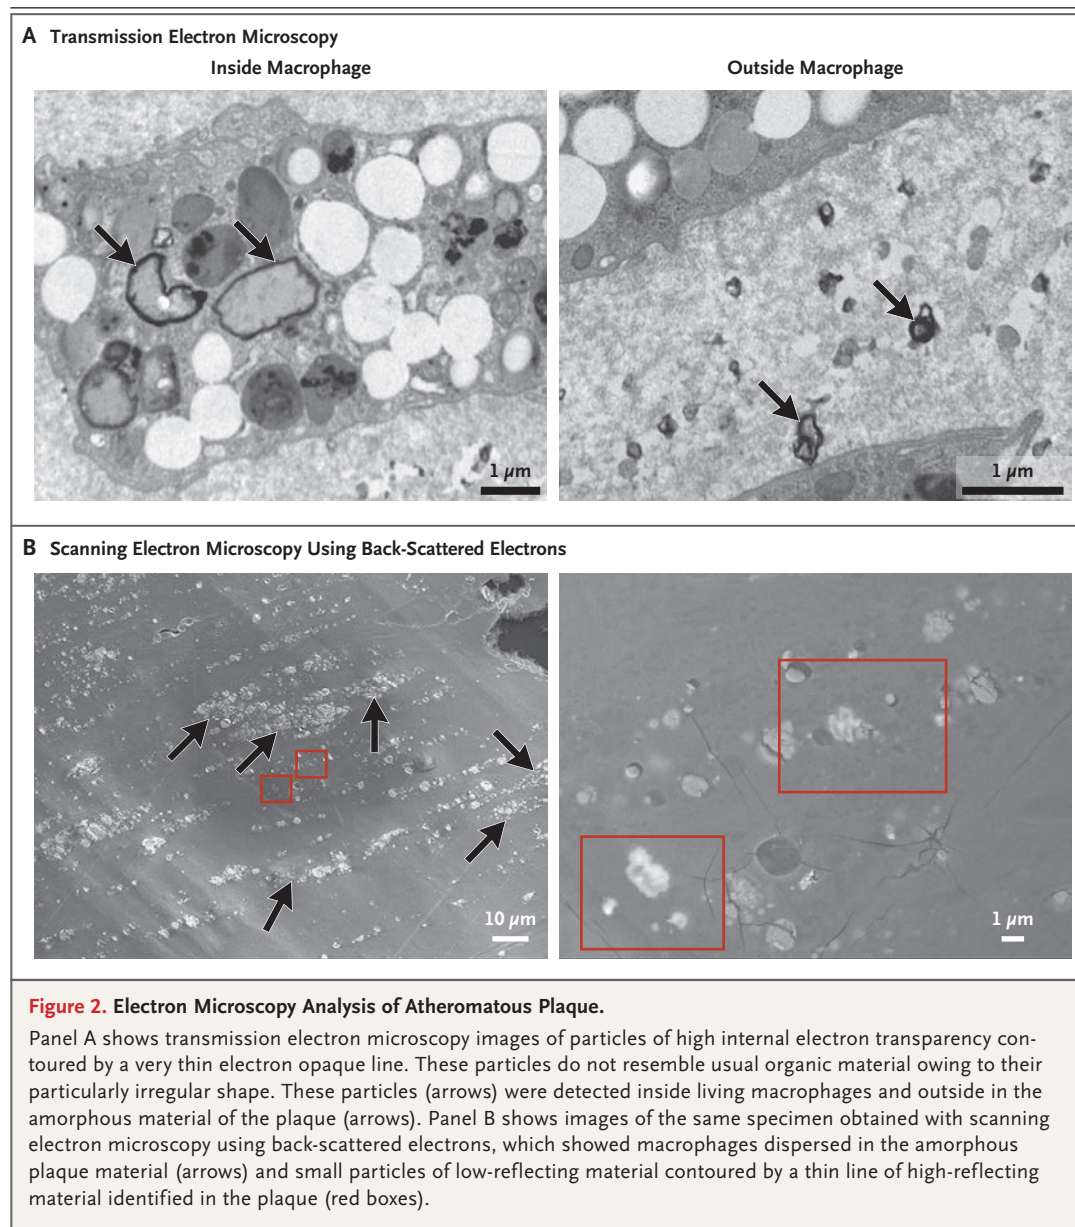 A Transmission Electron Microscopy
Inside Macrophage
Outside Macrophage
1 μm
1 μm
B Scanning Electron Microscopy Using Back-Scattered Electrons
10 μm
1 μm
Figure 2. Electron Microscopy Analysis of Atheromatous Plaque.
Panel A shows transmission electron microscopy images of particles of high internal electron transparency con-
toured by a very thin electron opaque line. These particles do not resemble usual organic material owing to their
particularly irregular shape. These particles (arrows) were detected inside living macrophages and outside in the
amorphous material of the plaque (arrows). Panel B shows images of the same specimen obtained with scanning
electron microscopy using back-scattered electrons, which showed macrophages dispersed in the amorphous
plaque material (arrows) and small particles of low-reflecting material contoured by a thin line of high-reflecting
material identified in the plaque (red boxes).